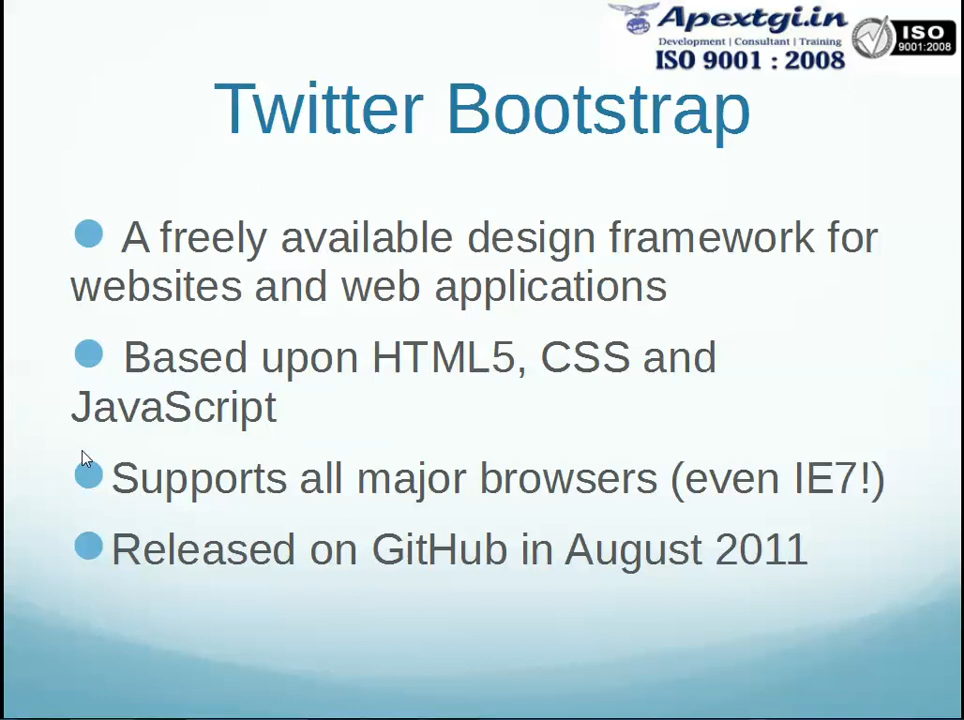 Apextgi.in
Development | Consultant | Training
ISO 9001 : 2008
ISO
9001:2008
Twitter Bootstrap
A freely available design framework for
websites and web applications
Based upon HTML5, CSS and
JavaScript
Supports all major browsers (even IE7!)
Released on GitHub in August 2011